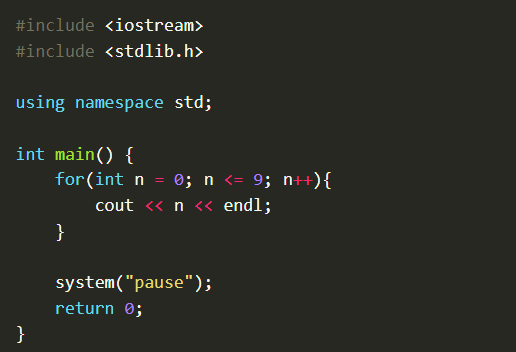 #include <iostream>
#include <stdlib.h>
using namespace std;
int main() {
for(int n = 0; n <= 9; n++){
cout << n << endl;
}
system("pause");
return 0;
}